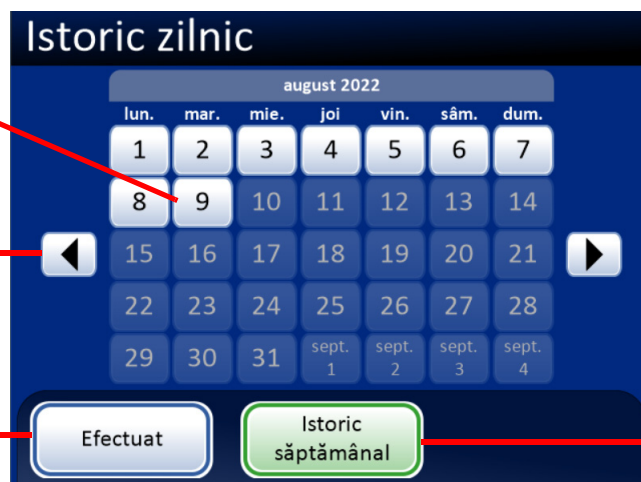 Istoric zilnic
august 2022
lun. mar. mie. joi vin. sâm. dum.
1 2 3 4 5 6 7
8 9 10 11 12 13 14
15 16 17 18 19 20 21
22 23 24 25 26 27 28
29 30 31 sept. 1 sept. 2 sept. 3 sept. 4
Efectuat
Istoric
săptămânal